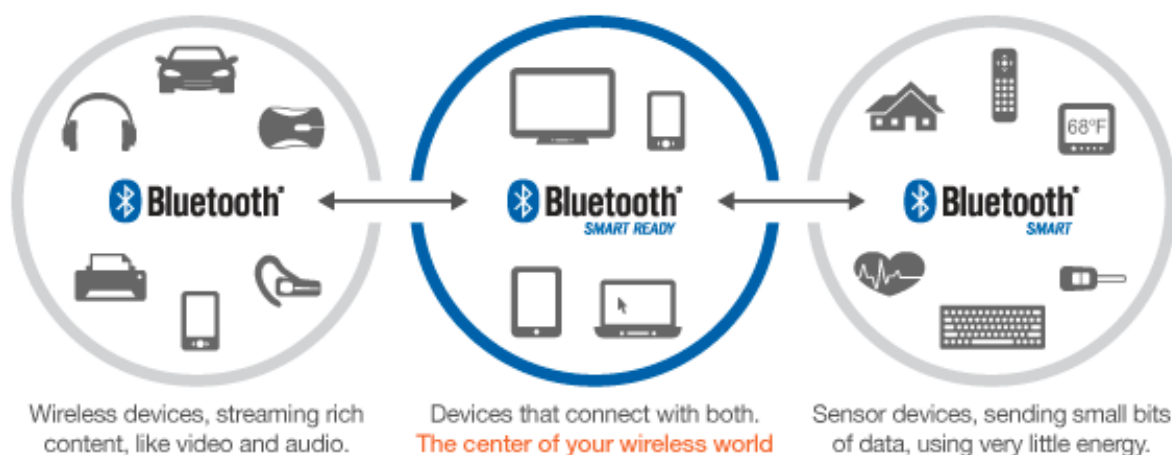 68°F
Bluetooth®
Bluetooth®
SMART READY
Bluetooth®
SMART
Wireless devices, streaming rich
content, like video and audio.
Devices that connect with both.
The center of your wireless world
Sensor devices, sending small bits
of data, using very little energy.